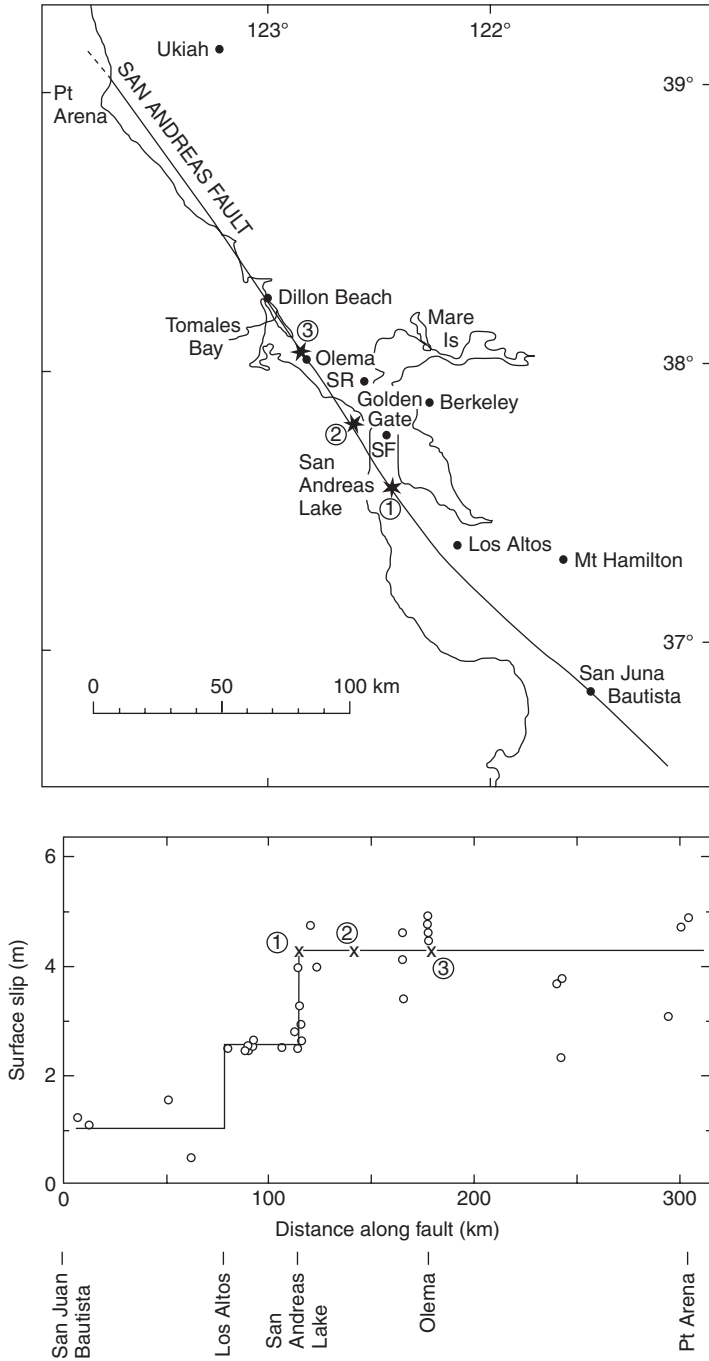 123°
122°
Ukiah
39°
Pt
Arena
SAN ANDREAS FAULT
Dillon Beach
Tomales
Bay
③
Olema
Mare
Is
38°
SR
Golden
Gate
Berkeley
②
SF
San
Andreas
Lake
①
Los Altos
Mt Hamilton
37°
San Juna
Bautista
0 50 100 km
6
4
2
0
Surface slip (m)
① ② ③
x x x
0 100 200 300
Distance along fault (km)
San Juan
Bautista
Los Altos
San
Andreas
Lake
Olema
Pt Arena